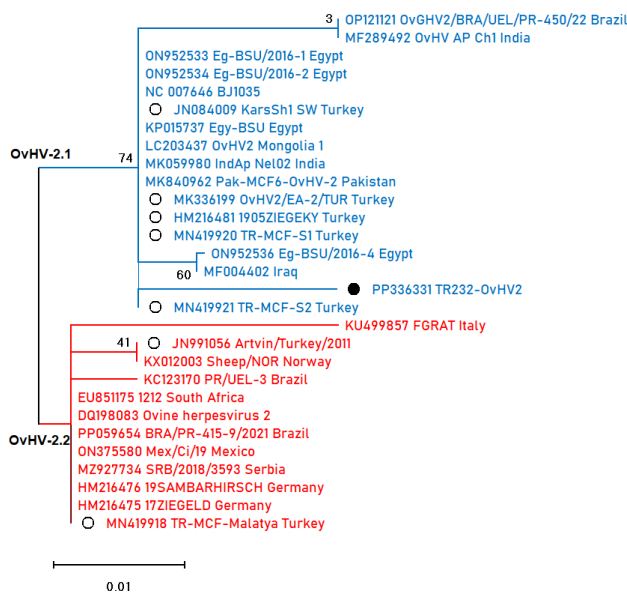 3
OP121121 OvGHV2/BRA/UEL/PR-450/22 Brazil
MF289492 OvHV AP Ch1 India
ON952533 Eg-BSU/2016-1 Egypt
ON952534 Eg-BSU/2016-2 Egypt
NC 007646 BJ1035
JN084009 KarsSh1 SW Turkey
KP015737 Egy-BSU Egypt
LC203437 OvHV2 Mongolia 1
OvHV-2.1
74
MK059980 IndAp Nel02 India
MK840962 Pak-MCF6-OvHV-2 Pakistan
MK336199 OvHV2/EA-2/TUR Turkey
HM216481 1905ZIEGEKY Turkey
MN419920 TR-MCF-S1 Turkey
ON952536 Eg-BSU/2016-4 Egypt
60
MF004402 Iraq
PP336331 TR232-OvHV2
MN419921 TR-MCF-S2 Turkey
KU499857 FGRAT Italy
41
JN991056 Artvin/Turkey/2011
KX012003 Sheep/NOR Norway
KC123170 PR/UEL-3 Brazil
EU851175 1212 South Africa
DQ198083 Ovine herpesvirus 2
PP059654 BRA/PR-415-9/2021 Brazil
OvHV-2.2
ON375580 Mex/Ci/19 Mexico
MZ927734 SRB/2018/3593 Serbia
HM216476 19SAMBARHIRSCH Germany
HM216475 17ZIEGELD Germany
MN419918 TR-MCF-Malatya Turkey
0.01